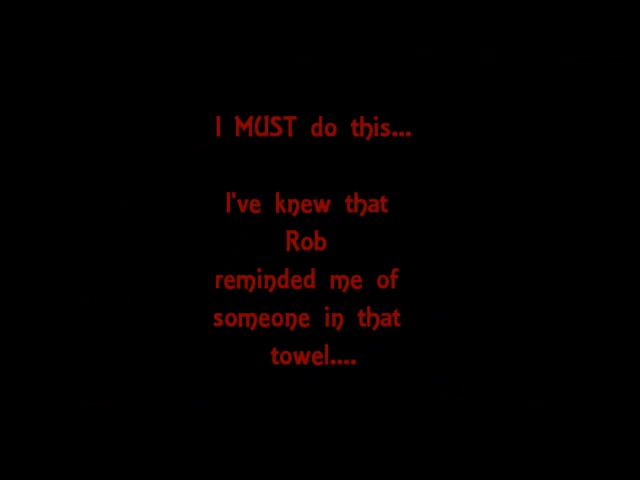 I MUST do this...
I've knew that
Rob
reminded me of
someone in that
towel....